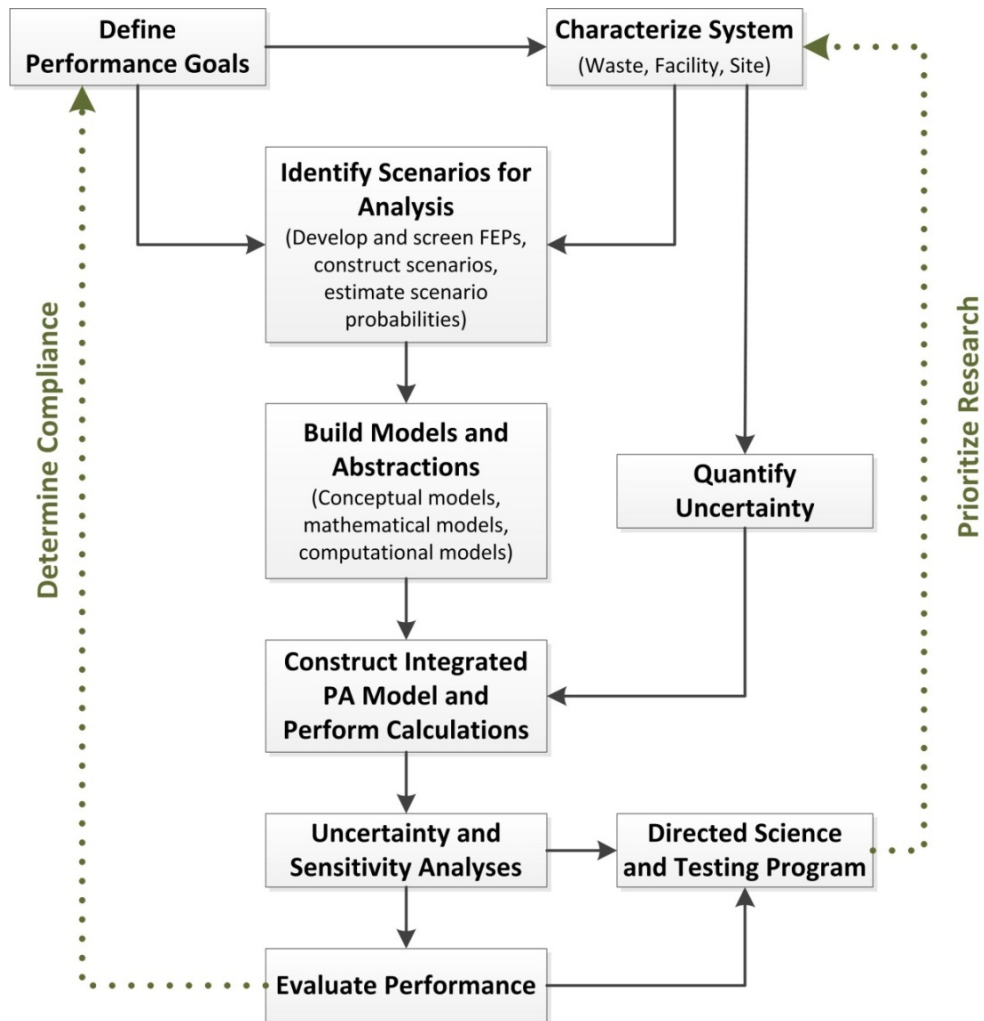 Define
Performance Goals
Characterize System
(Waste, Facility, Site)
Identify Scenarios for
Analysis
(Develop and screen FEPs,
construct scenarios,
estimate scenario
probabilities)
Build Models and
Abstractions
(Conceptual models,
mathematical models,
computational models)
Quantify
Uncertainty
Construct Integrated
PA Model and
Perform Calculations
Uncertainty and
Sensitivity Analyses
Directed Science
and Testing Program
Evaluate Performance
Determine Compliance
Prioritize Research